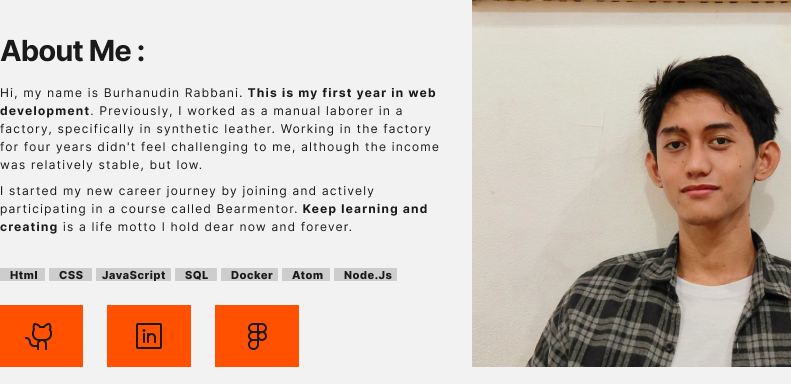 About Me :
Hi, my name is Burhanudin Rabbani. This is my first year in web
development. Previously, I worked as a manual laborer in a
factory, specifically in synthetic leather. Working in the factory
for four years didn't feel challenging to me, although the income
was relatively stable, but low.
I started my new career journey by joining and actively
participating in a course called Bearmentor. Keep learning and
creating is a life motto I hold dear now and forever.
Html CSS JavaScript SQL Docker Atom Node.Js
in